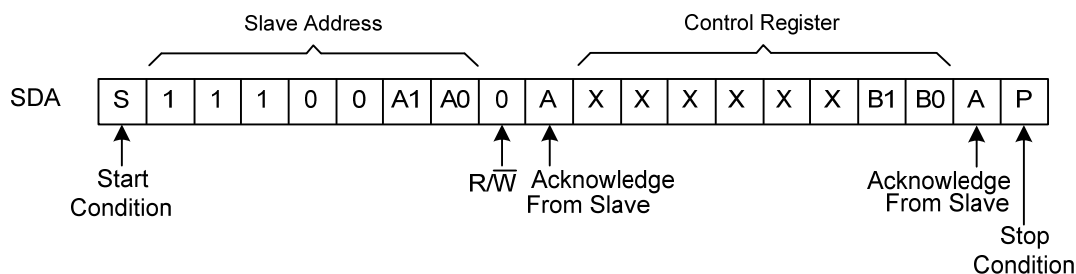 Slave Address
Control Register
SDA S 1 1 1 0 0 A1 A0 0 A X X X X X X B1 B0 A P
Start
Condition
R/W̅
Acknowledge
From Slave
Acknowledge
From Slave
Stop
Condition